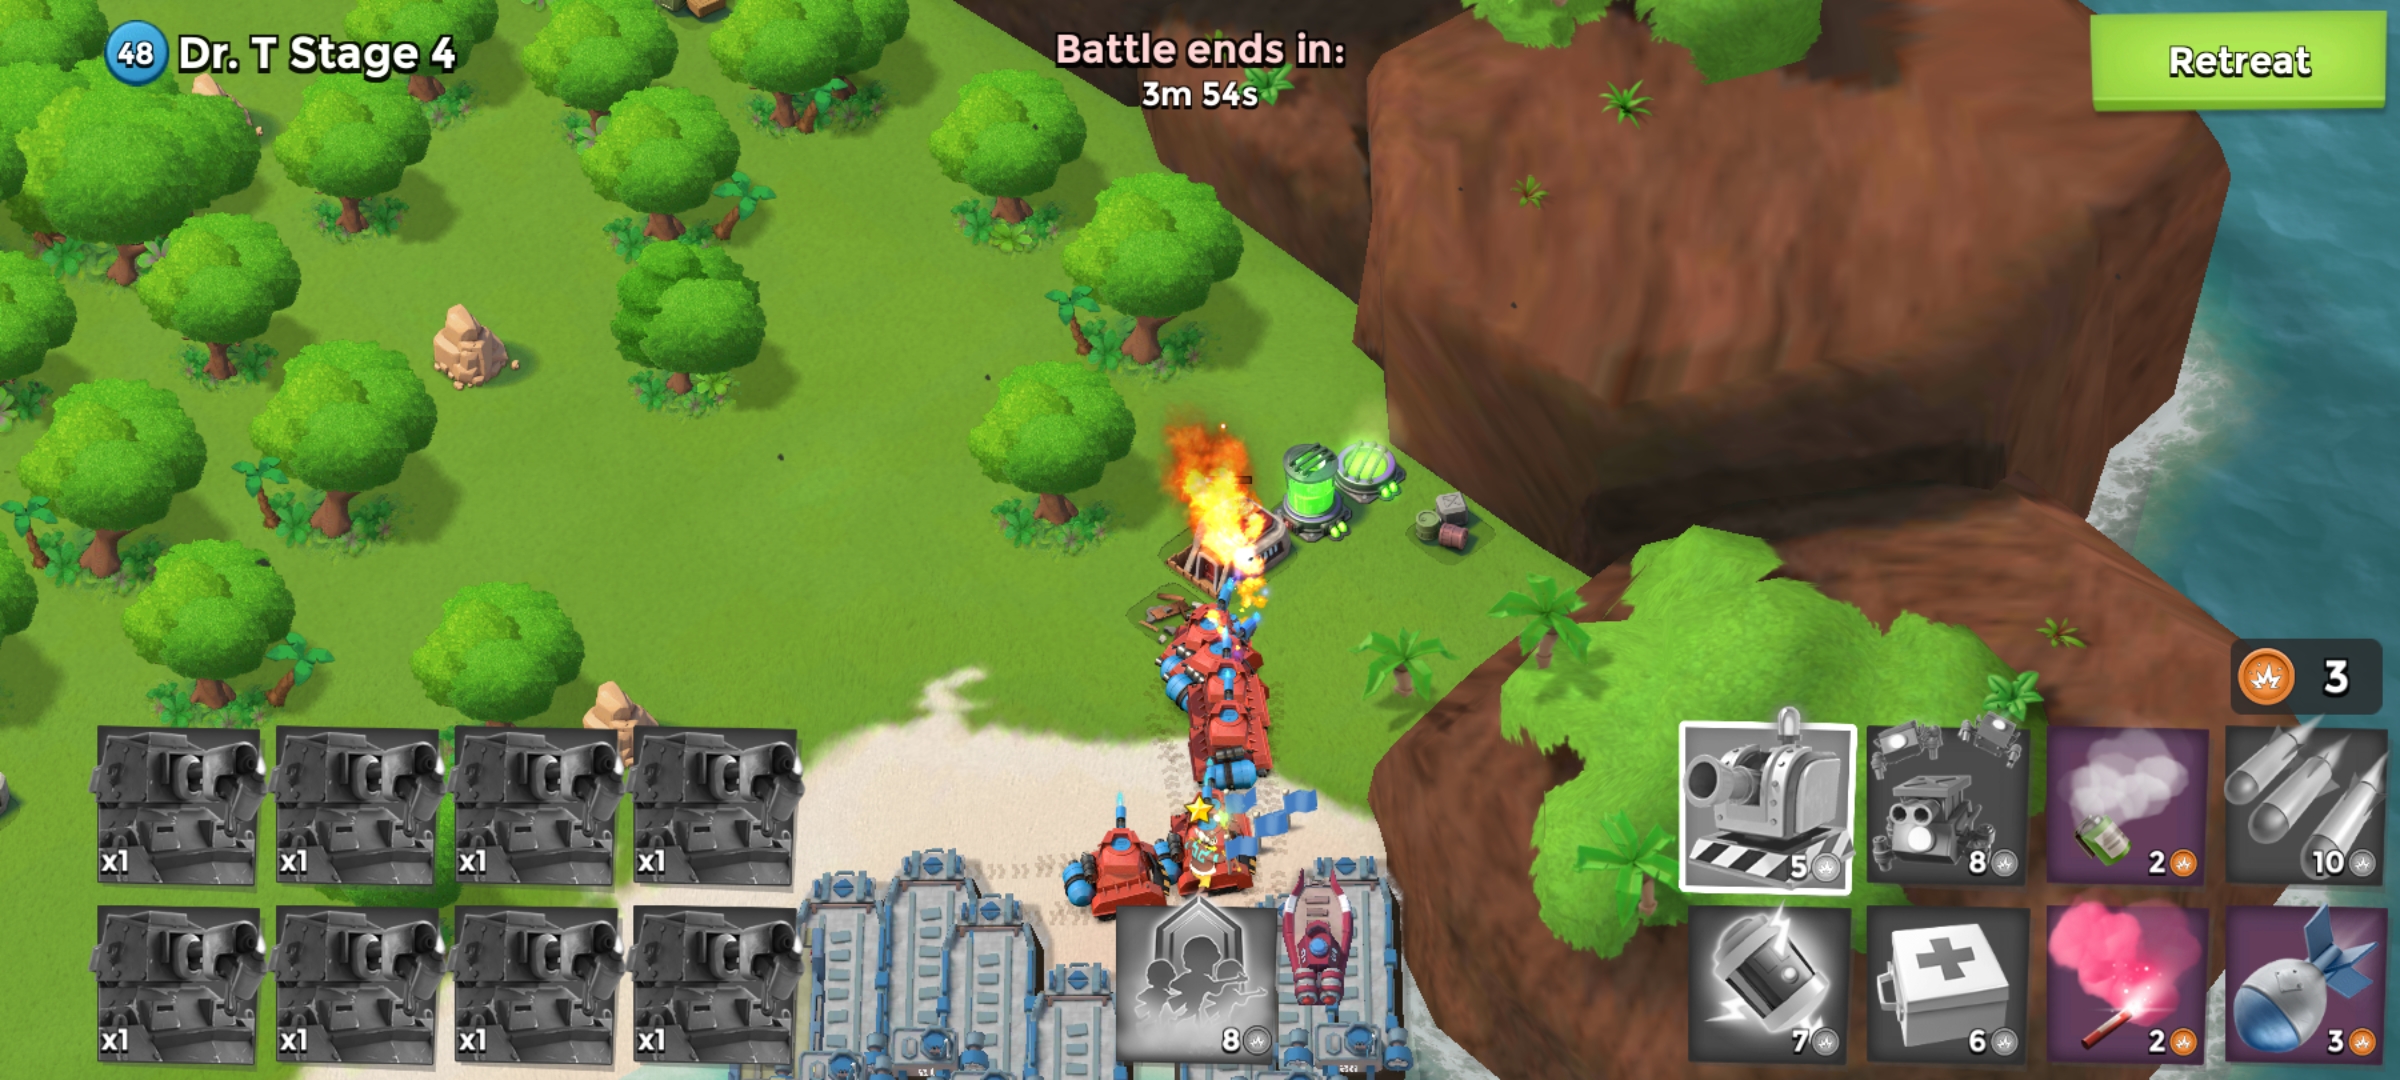 48 Dr. T Stage 4
Battle ends in:
3m 54s
Retreat
3
x1 x1 x1 x1
5 8 2 10
x1 x1 x1 x1
8
7 6 2 3